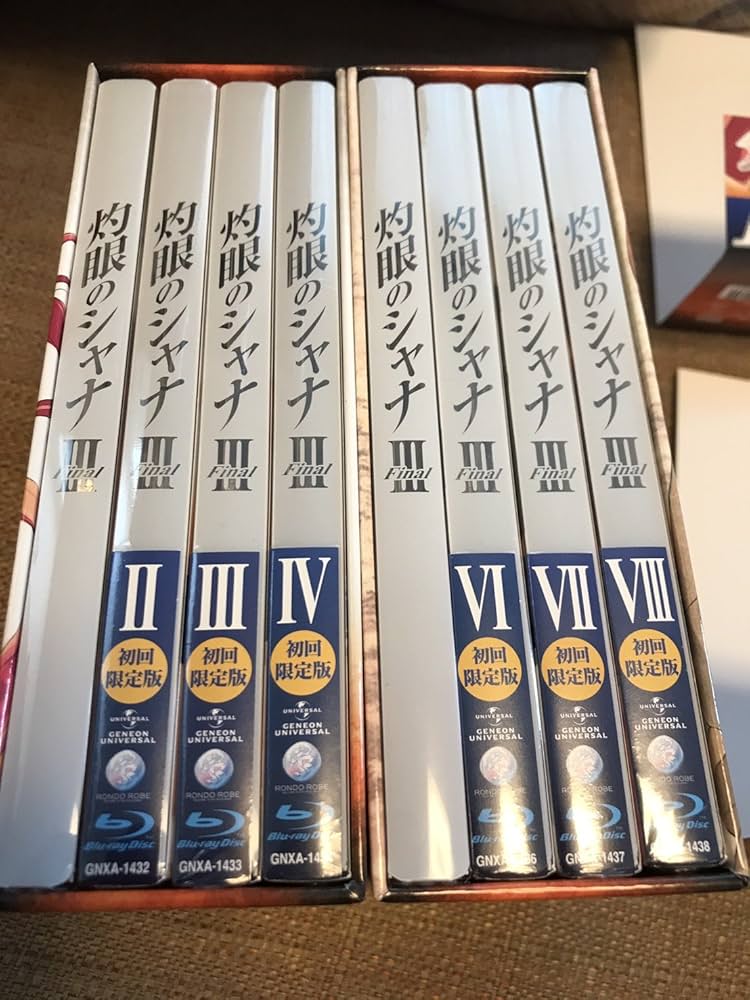 灼眼のシャナ
III
Final
灼眼のシャナ
III
Final
II
初回
限定版
UNIVERSAL
GENEON
UNIVERSAL
RONDO ROBE
Blu-ray Disc
GNXA-1432
灼眼のシャナ
III
Final
III
初回
限定版
UNIVERSAL
GENEON
UNIVERSAL
RONDO ROBE
Blu-ray Disc
GNXA-1433
灼眼のシャナ
III
Final
IV
初回
限定版
UNIVERSAL
GENEON
UNIVERSAL
RONDO ROBE
Blu-ray Disc
灼眼のシャナ
III
Final
灼眼のシャナ
III
Final
VI
初回
限定版
UNIVERSAL
GENEON
UNIVERSAL
RONDO ROBE
Blu-ray Disc
灼眼のシャナ
III
Final
VII
初回
限定版
UNIVERSAL
GENEON
UNIVERSAL
RONDO ROBE
Blu-ray Disc
GNXA-1437
灼眼のシャナ
III
Final
VIII
初回
限定版
UNIVERSAL
GENEON
UNIVERSAL
RONDO ROBE
Blu-ray Disc
-1438